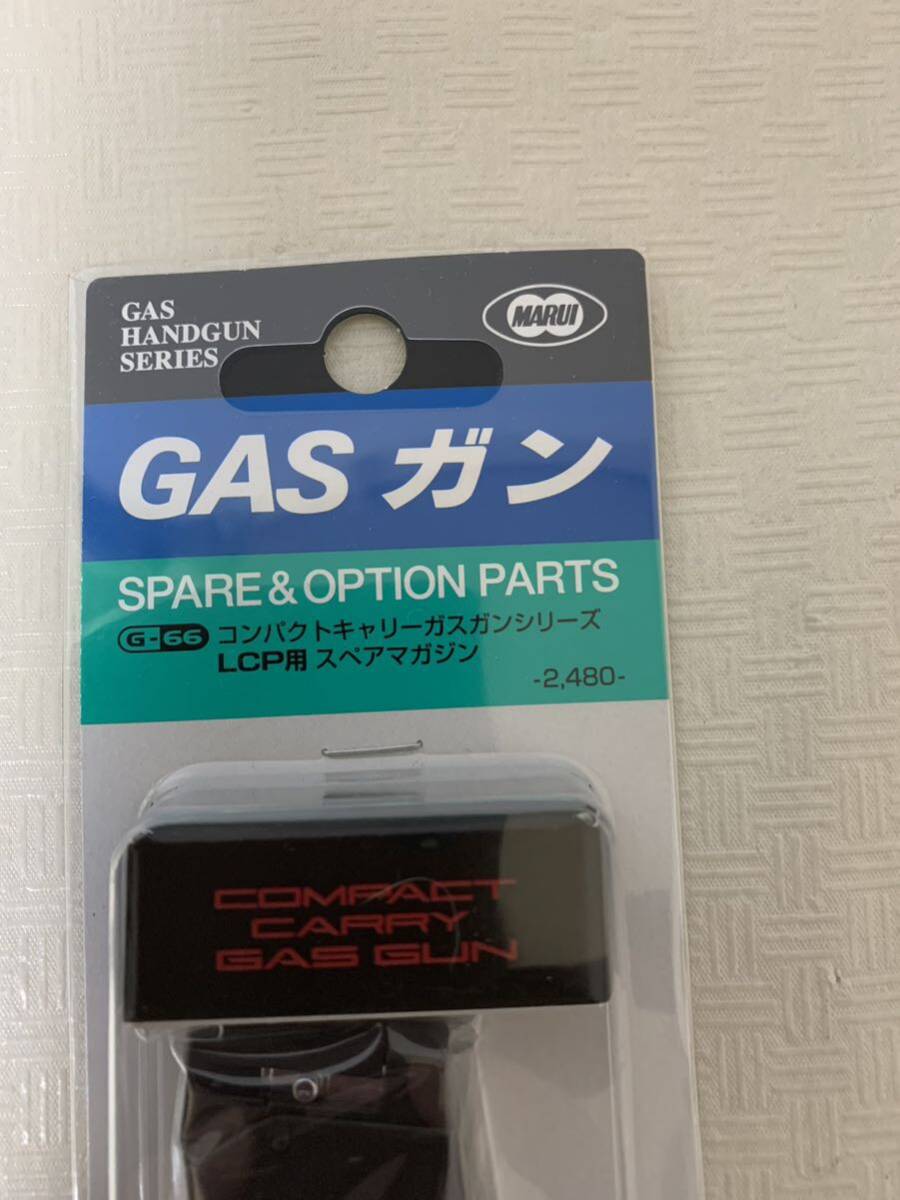 GAS
HANDGUN
SERIES
MARUI
GAS ガン
SPARE & OPTION PARTS
G-66 コンパクトキャリーガスガンシリーズ
LCP用 スペアマガジン
-2,480-
COMPACT
CARRY
GAS GUN